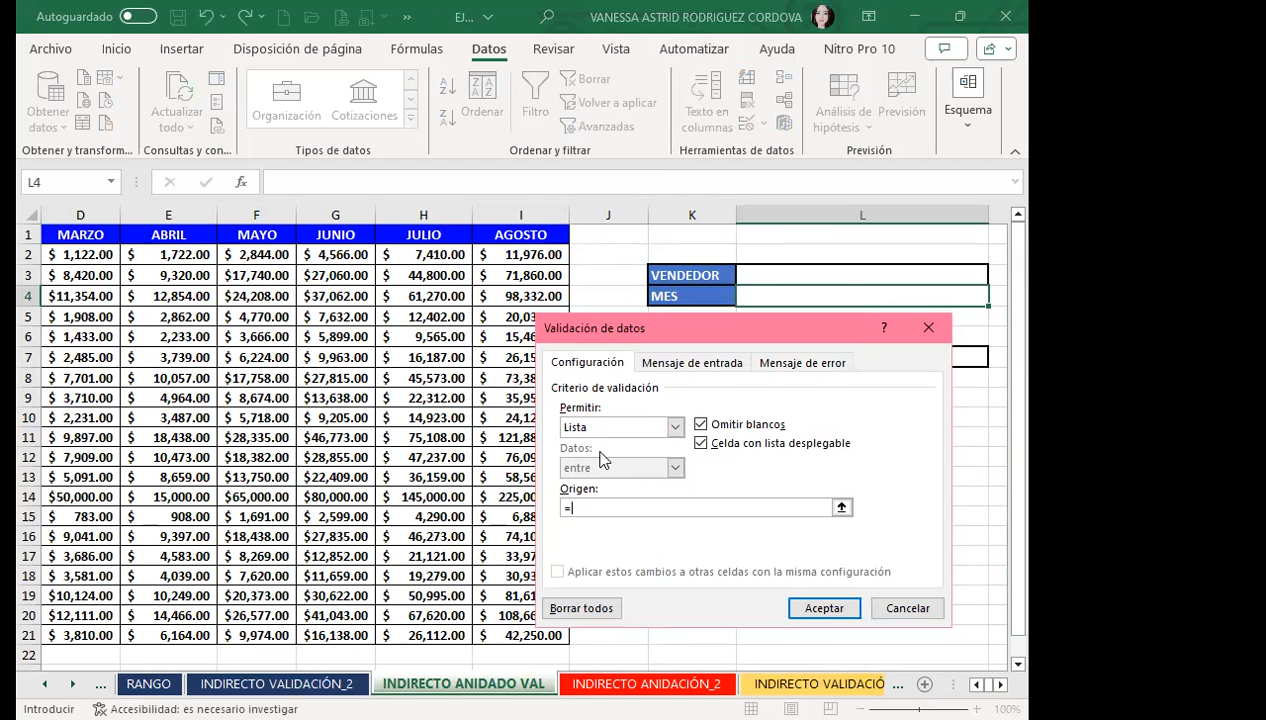 Autoguardado EJ... VANESSA ASTRID RODRIGUEZ CORDOVA
Archivo Inicio Insertar Disposición de página Fórmulas Datos Revisar Vista Automatizar Ayuda Nitro Pro 10
Obtener datos Actualizar todo Organización Cotizaciones Ordenar Filtro Borrar Volver a aplicar Avanzadas Texto en columnas Análisis de hipótesis Previsión Esquema
Obtener y transform... Consultas y con... Tipos de datos Ordenar y filtrar Herramientas de datos Previsión
L4 fx
D E F G H I J K L
1 MARZO ABRIL MAYO JUNIO JULIO AGOSTO
2 $ 1,122.00 $ 1,722.00 $ 2,844.00 $ 4,566.00 $ 7,410.00 $ 11,976.00
3 $ 8,420.00 $ 9,320.00 $17,740.00 $27,060.00 $ 44,800.00 $ 71,860.00 VENDEDOR
4 $11,354.00 $ 12,854.00 $24,208.00 $37,062.00 $ 61,270.00 $ 98,332.00 MES
5 $ 1,908.00 $ 2,862.00 $ 4,770.00 $ 7,632.00 $ 12,402.00 $ 20,03
6 $ 1,433.00 $ 2,233.00 $ 3,666.00 $ 5,899.00 $ 9,565.00 $ 15,46
7 $ 2,485.00 $ 3,739.00 $ 6,224.00 $ 9,963.00 $ 16,187.00 $ 26,15
8 $ 7,701.00 $ 10,057.00 $17,758.00 $27,815.00 $ 45,573.00 $ 73,38
9 $ 3,710.00 $ 4,964.00 $ 8,674.00 $13,638.00 $ 22,312.00 $ 35,95
10 $ 2,231.00 $ 3,487.00 $ 5,718.00 $ 9,205.00 $ 14,923.00 $ 24,12
11 $ 9,897.00 $ 18,438.00 $28,335.00 $46,773.00 $ 75,108.00 $ 121,88
12 $ 7,909.00 $ 10,473.00 $18,382.00 $28,855.00 $ 47,237.00 $ 76,09
13 $ 5,091.00 $ 8,659.00 $13,750.00 $22,409.00 $ 36,159.00 $ 58,56
14 $50,000.00 $ 15,000.00 $65,000.00 $80,000.00 $ 145,000.00 $ 225,00
15 $ 783.00 $ 908.00 $ 1,691.00 $ 2,599.00 $ 4,290.00 $ 6,88
16 $ 9,041.00 $ 9,397.00 $18,438.00 $27,835.00 $ 46,273.00 $ 74,10
17 $ 3,686.00 $ 4,583.00 $ 8,269.00 $12,852.00 $ 21,121.00 $ 33,97
18 $ 3,581.00 $ 4,039.00 $ 7,620.00 $11,659.00 $ 19,279.00 $ 30,93
19 $10,124.00 $ 10,249.00 $20,373.00 $30,622.00 $ 50,995.00 $ 81,61
20 $12,111.00 $ 14,466.00 $26,577.00 $41,043.00 $ 67,620.00 $ 108,66
21 $ 3,810.00 $ 6,164.00 $ 9,974.00 $16,138.00 $ 26,112.00 $ 42,250.00
22
Validación de datos ?
Configuración Mensaje de entrada Mensaje de error
Criterio de validación
Permitir:
Lista Omitir blancos
Datos: Celda con lista desplegable
entre
Origen:
=
Aplicar estos cambios a otras celdas con la misma configuración
Borrar todos Aceptar Cancelar
... RANGO INDIRECTO VALIDACIÓN_2 INDIRECTO ANIDADO VAL INDIRECTO ANIDACIÓN_2 INDIRECTO VALIDACIÓ ...
Introducir Accesibilidad: es necesario investigar 100%